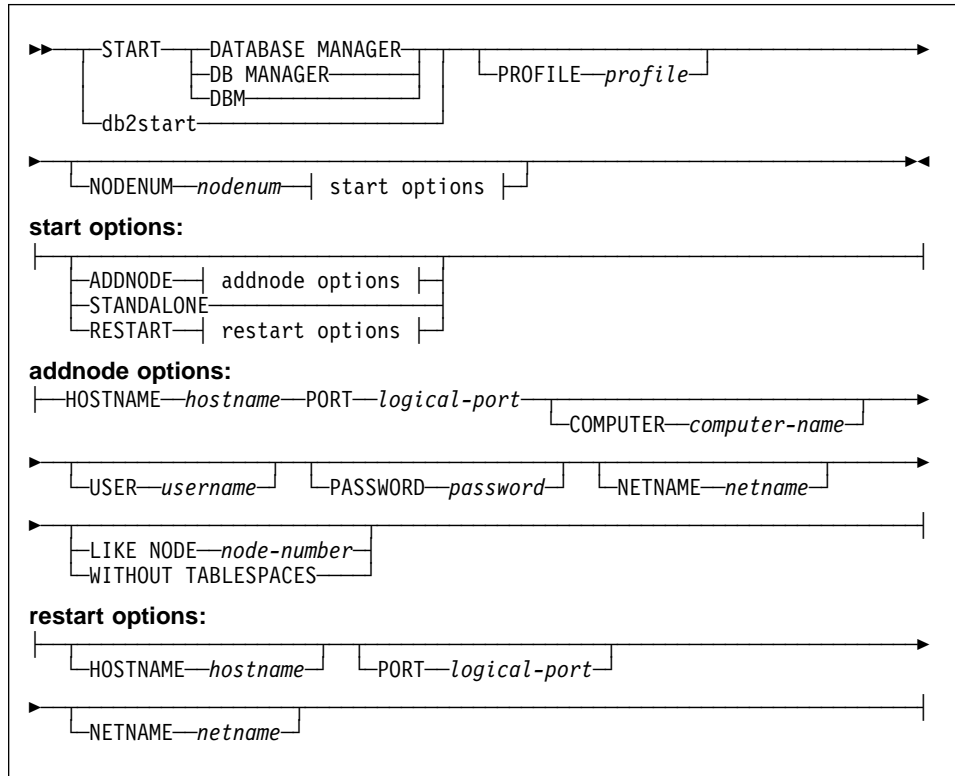 START DATABASE MANAGER
DB MANAGER PROFILE profile
DBM
db2start
NODENUM nodenum start options
start options:
ADDNODE addnode options
STANDALONE
RESTART restart options
addnode options:
HOSTNAME hostname PORT logical-port
COMPUTER computer-name
USER username PASSWORD password NETNAME netname
LIKE NODE node-number
WITHOUT TABLESPACES
restart options:
HOSTNAME hostname PORT logical-port
NETNAME netname